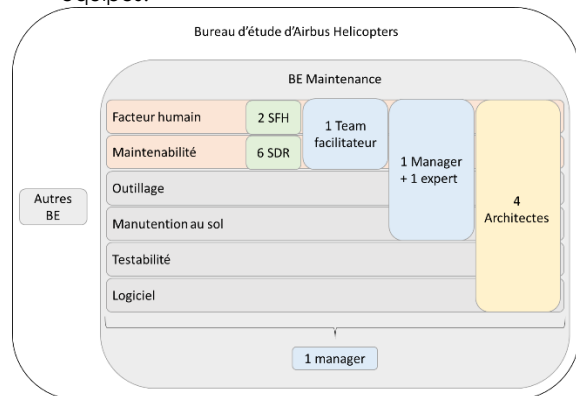 équipes.
Bureau d'étude d'Airbus Helicopters
BE Maintenance
Facteur humain
2 SFH
1 Team
facilitateur
1 Manager
+ 1 expert
4
Architectes
Maintenabilité
6 SDR
Outillage
Autres
BE
Manutention au sol
Testabilité
Logiciel
1 manager